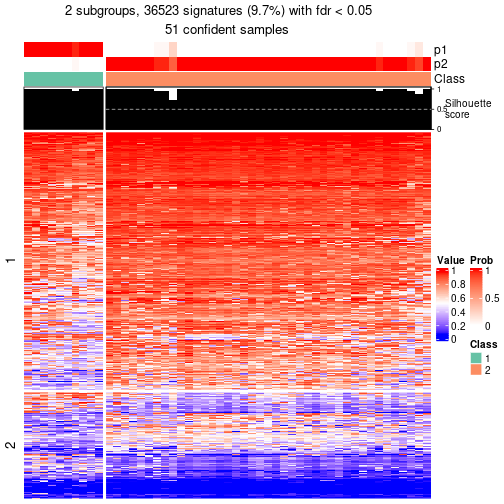 2 subgroups, 36523 signatures (9.7%) with fdr < 0.05
51 confident samples
p1
p2
Class
1
0.5
0
Silhouette
score
1
2
Value
1
0.8
0.6
0.4
0.2
0
Prob
1
0.5
0
Class
1
2